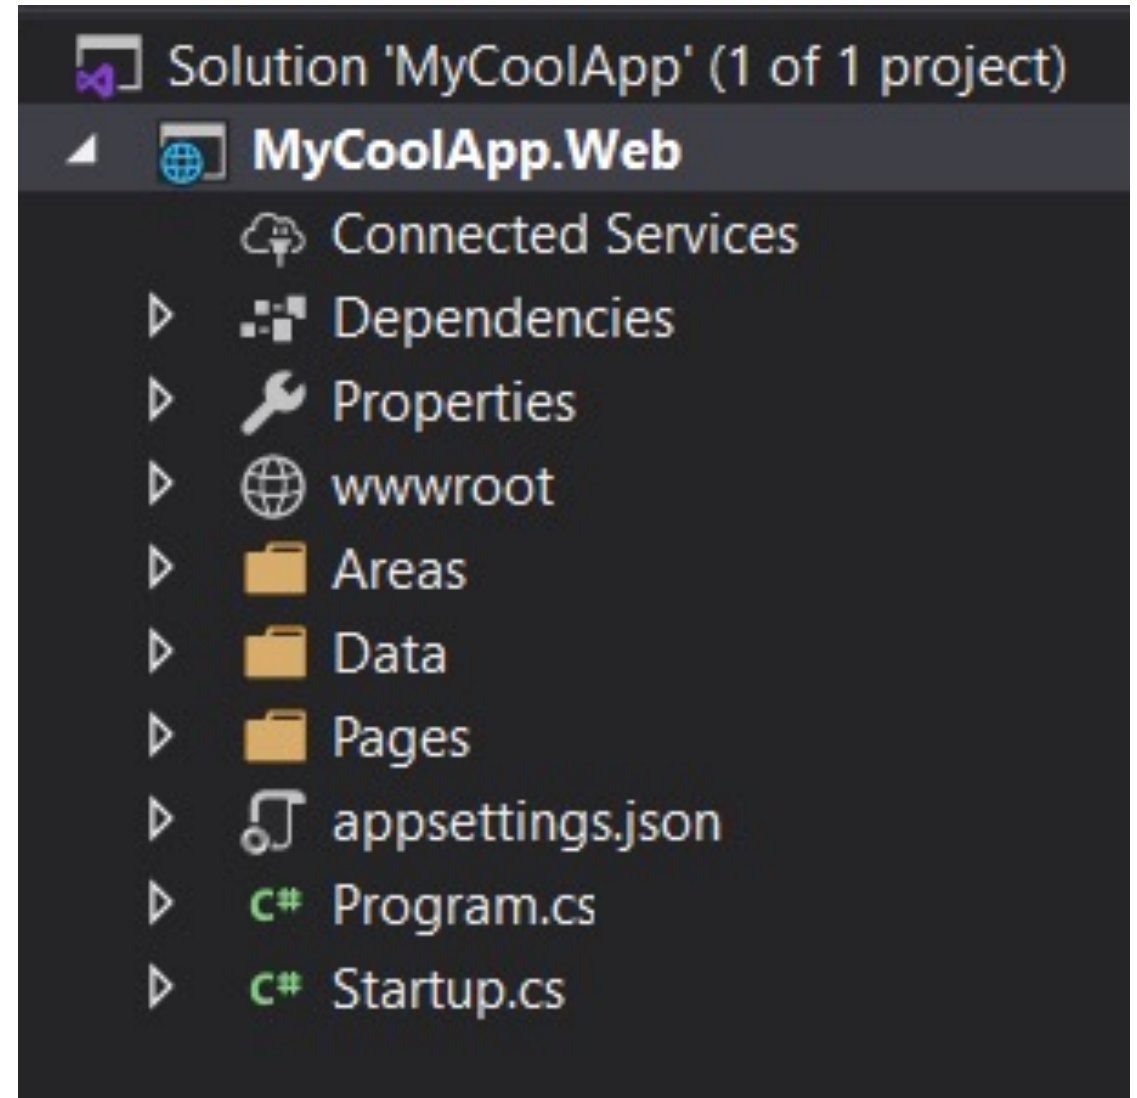 Solution 'MyCoolApp' (1 of 1 project)
MyCoolApp.Web
Connected Services
Dependencies
Properties
wwwroot
Areas
Data
Pages
appsettings.json
C# Program.cs
C# Startup.cs